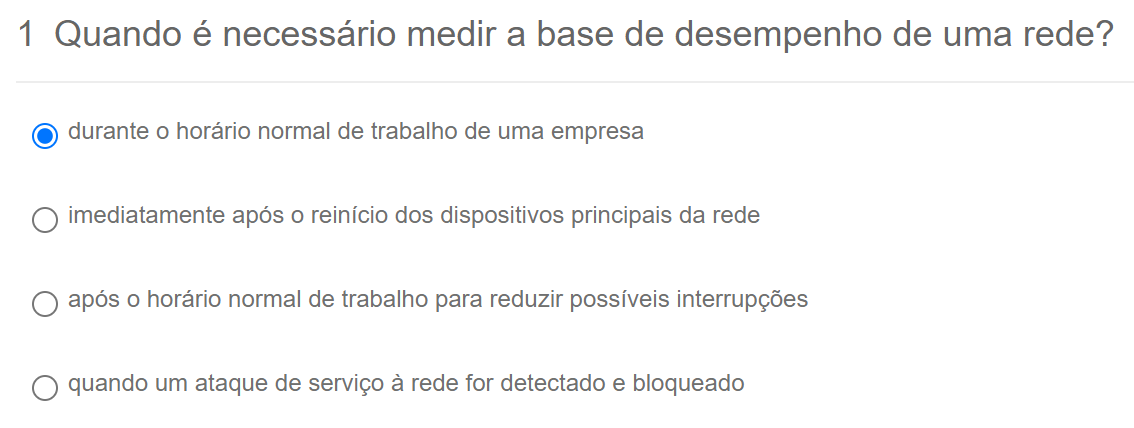 1 Quando é necessário medir a base de desempenho de uma rede?
durante o horário normal de trabalho de uma empresa
imediatamente após o reinício dos dispositivos principais da rede
após o horário normal de trabalho para reduzir possíveis interrupções
quando um ataque de serviço à rede for detectado e bloqueado